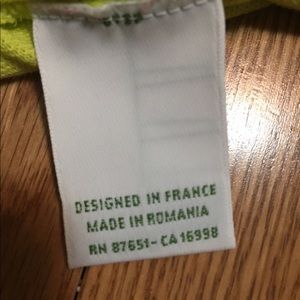 DESIGNED IN FRANCE
MADE IN ROMANIA
RN 87651-CA 16998